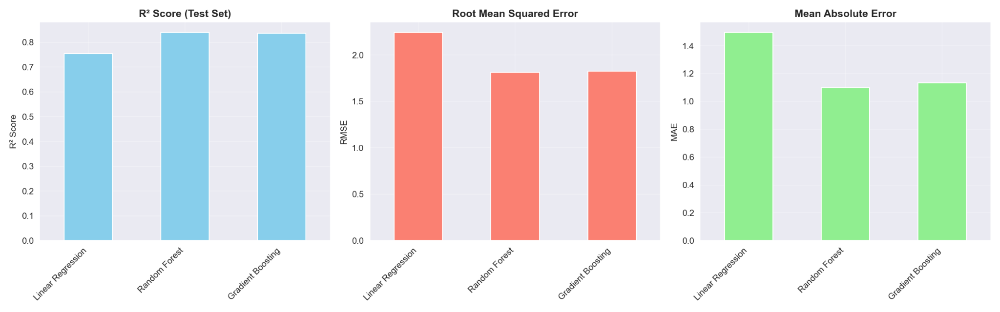 R² Score (Test Set)
R² Score
0.8
0.7
0.6
0.5
0.4
0.3
0.2
0.1
0.0
Linear Regression
Random Forest
Gradient Boosting
Root Mean Squared Error
RMSE
2.0
1.5
1.0
0.5
0.0
Linear Regression
Random Forest
Gradient Boosting
Mean Absolute Error
MAE
1.4
1.2
1.0
0.8
0.6
0.4
0.2
0.0
Linear Regression
Random Forest
Gradient Boosting